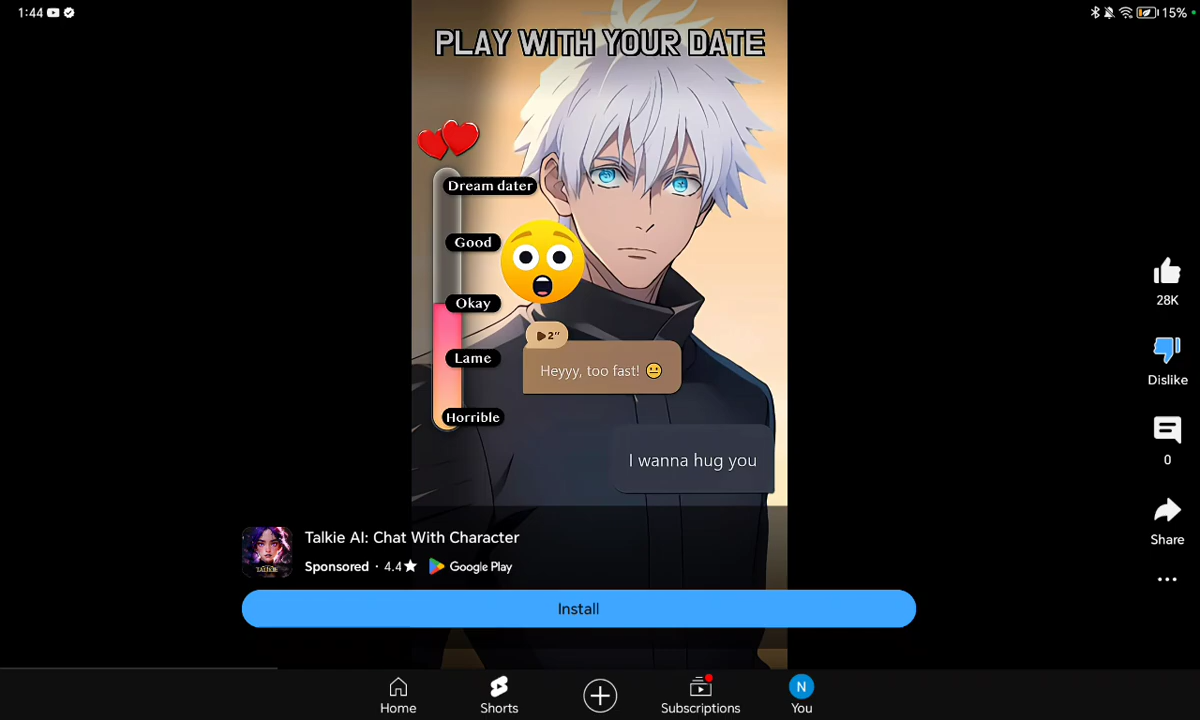 1:44
15%
PLAY WITH YOUR DATE
Dream dater
Good
Okay
Lame
Horrible
2"
Heyyy, too fast! 😐
I wanna hug you
28K
Dislike
0
Share
TALKIE
Talkie AI: Chat With Character
Sponsored · 4.4★ Google Play
Install
Home
Shorts
Subscriptions
N
You